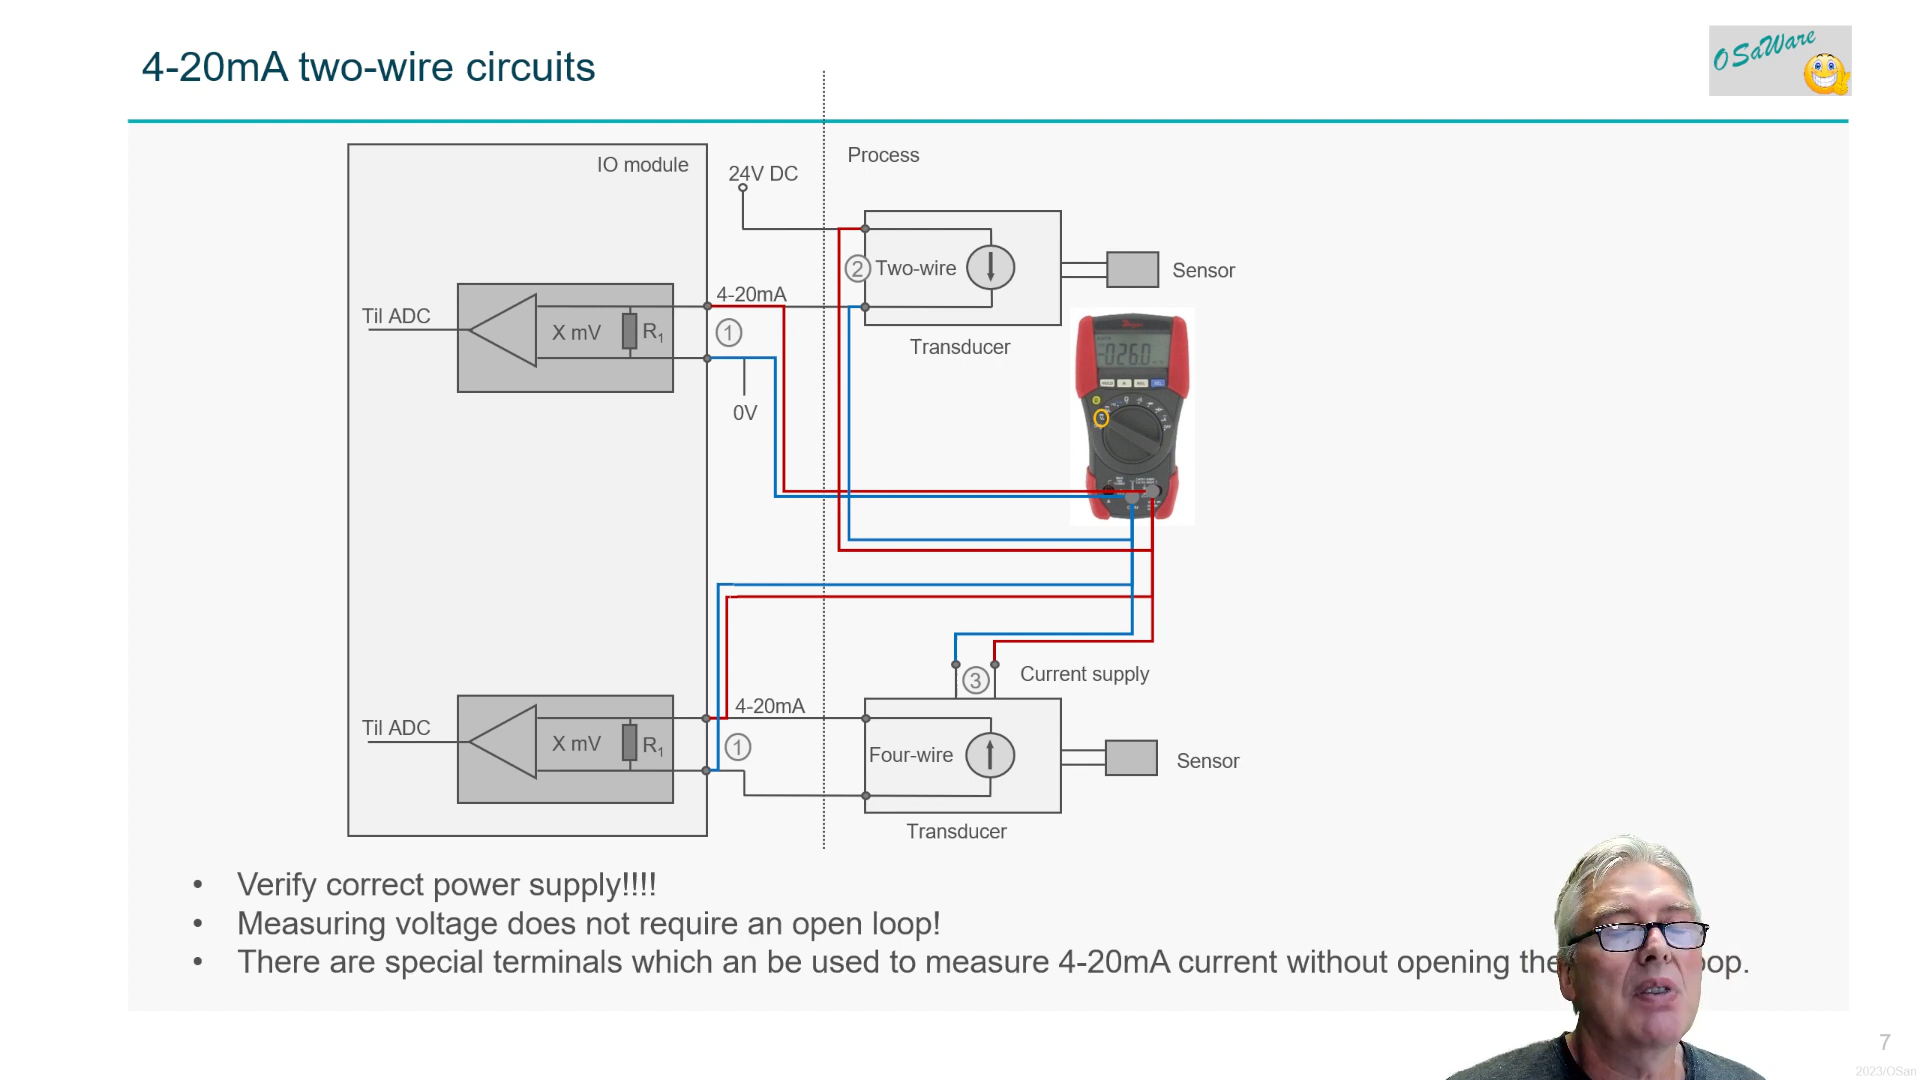 4-20mA two-wire circuits
OSaWare
IO module
24V DC
Process
Two-wire
2
Sensor
4-20mA
Til ADC
X mV
R1
1
Transducer
-0260
0V
3
Current supply
4-20mA
Til ADC
X mV
R1
1
Four-wire
Sensor
Transducer
• Verify correct power supply!!!!
• Measuring voltage does not require an open loop!
• There are special terminals which an be used to measure 4-20mA current without opening the
7
2023/OSan